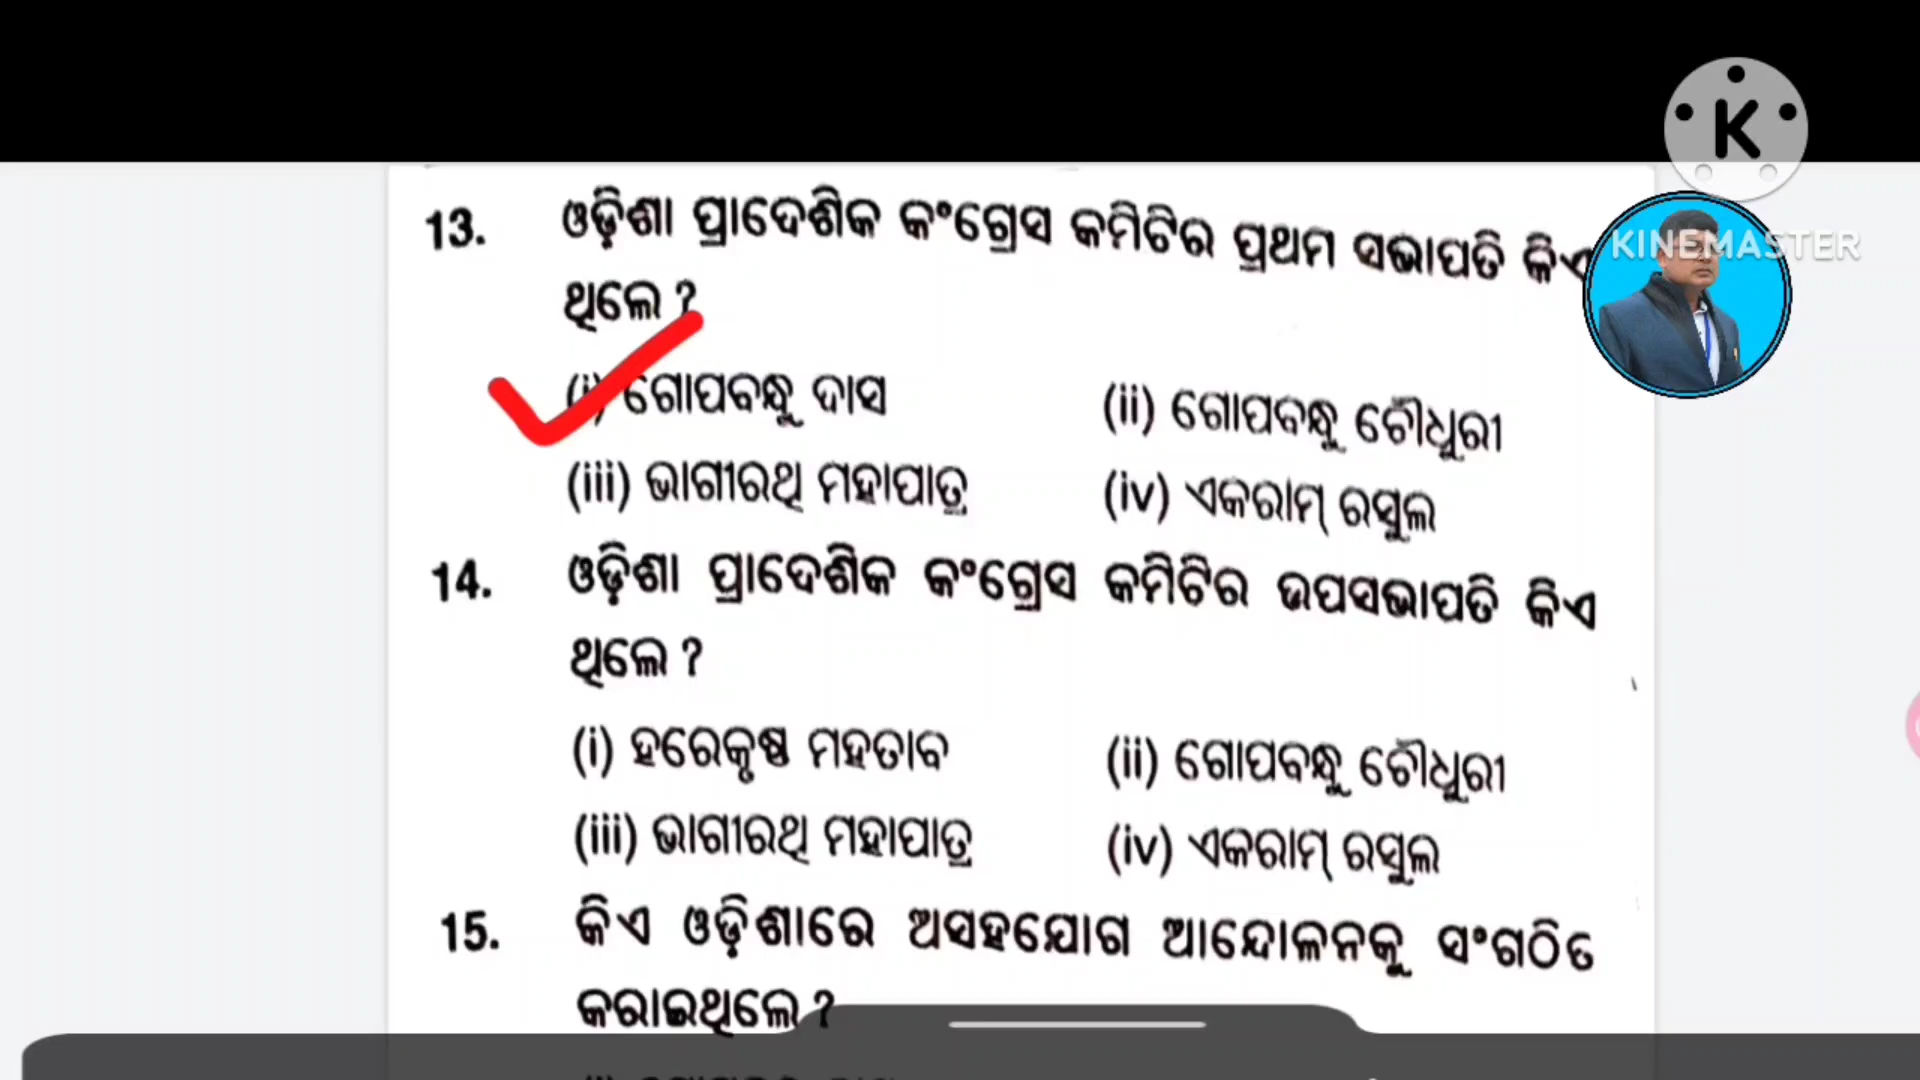 K
KINEMASTER
13. ଓଡ଼ିଶା ପ୍ରାଦେଶିକ କଂଗ୍ରେସ କମିଟିର ପ୍ରଥମ ସଭାପତି କିଏ
ଥିଲେ ?
(i) ଗୋପବନ୍ଧୁ ଦାସ (ii) ଗୋପବନ୍ଧୁ ଚୌଧୁରୀ
(iii) ଭାଗୀରଥି ମହାପାତ୍ର (iv) ଏକରାମ୍ ରସୁଲ
14. ଓଡ଼ିଶା ପ୍ରାଦେଶିକ କଂଗ୍ରେସ କମିଟିର ଉପସଭାପତି କିଏ
ଥିଲେ ?
(i) ହରେକୃଷ୍ଣ ମହତାବ (ii) ଗୋପବନ୍ଧୁ ଚୌଧୁରୀ
(iii) ଭାଗୀରଥି ମହାପାତ୍ର (iv) ଏକରାମ୍ ରସୁଲ
15. କିଏ ଓଡ଼ିଶାରେ ଅସହଯୋଗ ଆନ୍ଦୋଳନକୁ ସଂଗଠିତ
କରାଇଥିଲେ ?